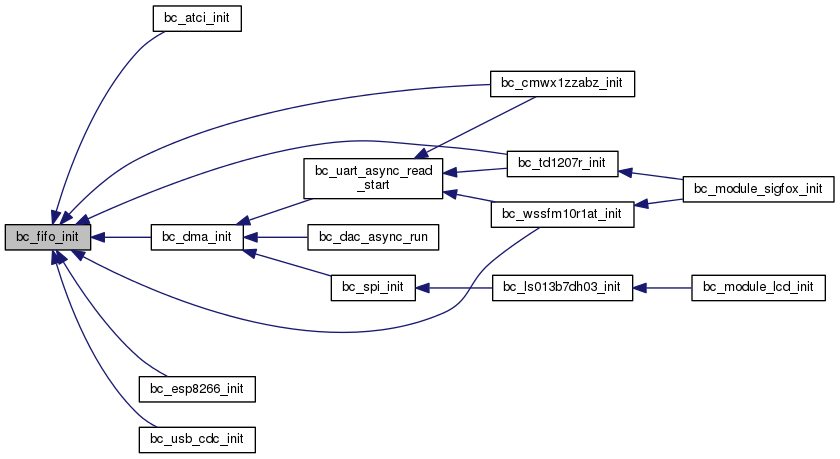 bc_atci_init
bc_cmwx1zzabz_init
bc_td1207r_init
bc_uart_async_read
_start
bc_module_sigfox_init
bc_wssfm10r1at_init
bc_fifo_init
bc_dma_init
bc_dac_async_run
bc_spi_init
bc_ls013b7dh03_init
bc_module_lcd_init
bc_esp8266_init
bc_usb_cdc_init